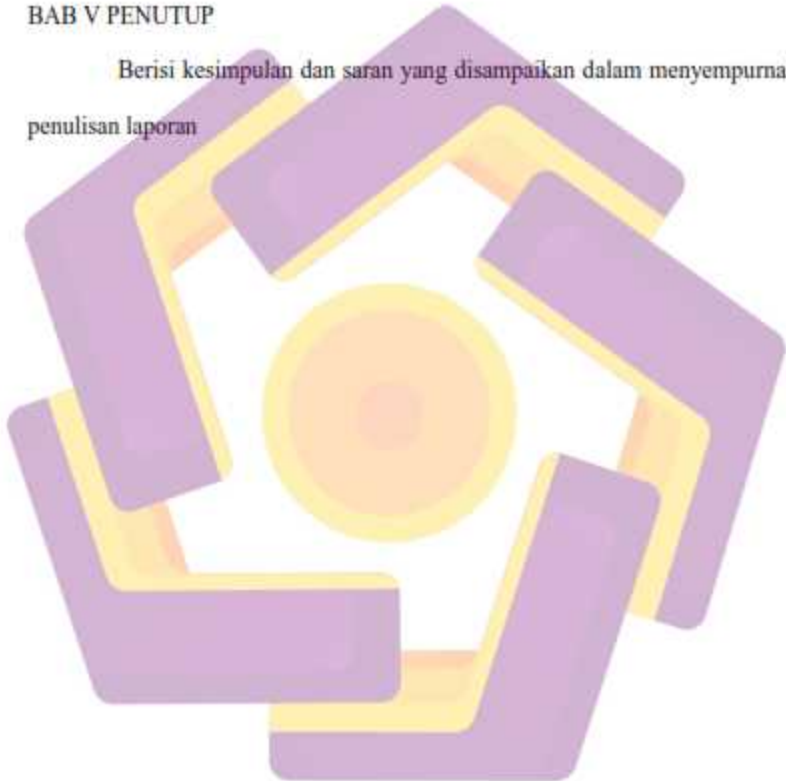 BAB V PENUTUP
Berisi kesimpulan dan saran yang disampaikan dalam menyempurna
penulisan laporan